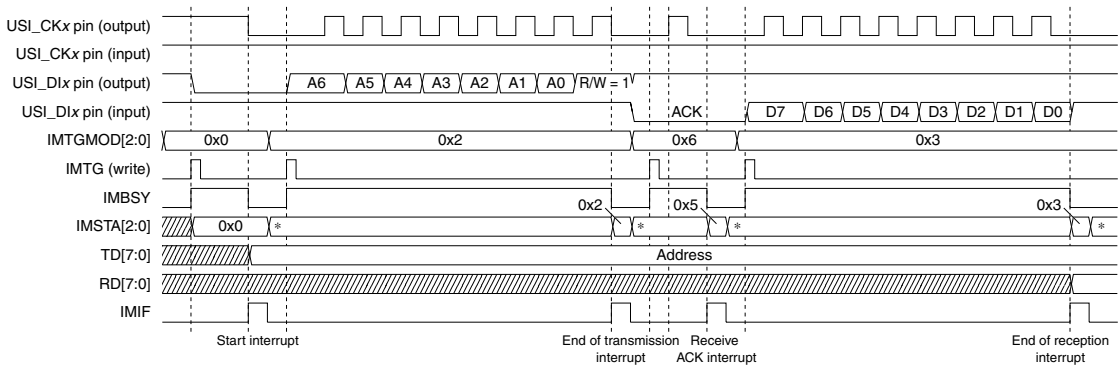 USI_CKx pin (output)
USI_CKx pin (input)
USI_DIx pin (output) A6 A5 A4 A3 A2 A1 A0 R/W = 1
USI_DIx pin (input) ACK D7 D6 D5 D4 D3 D2 D1 D0
IMTGMOD[2:0] 0x0 0x2 0x6 0x3
IMTG (write)
IMBSY
0x2 0x5 0x3
IMSTA[2:0] 0x0 * * * *
TD[7:0] Address
RD[7:0]
IMIF
Start interrupt End of transmission interrupt Receive ACK interrupt End of reception interrupt